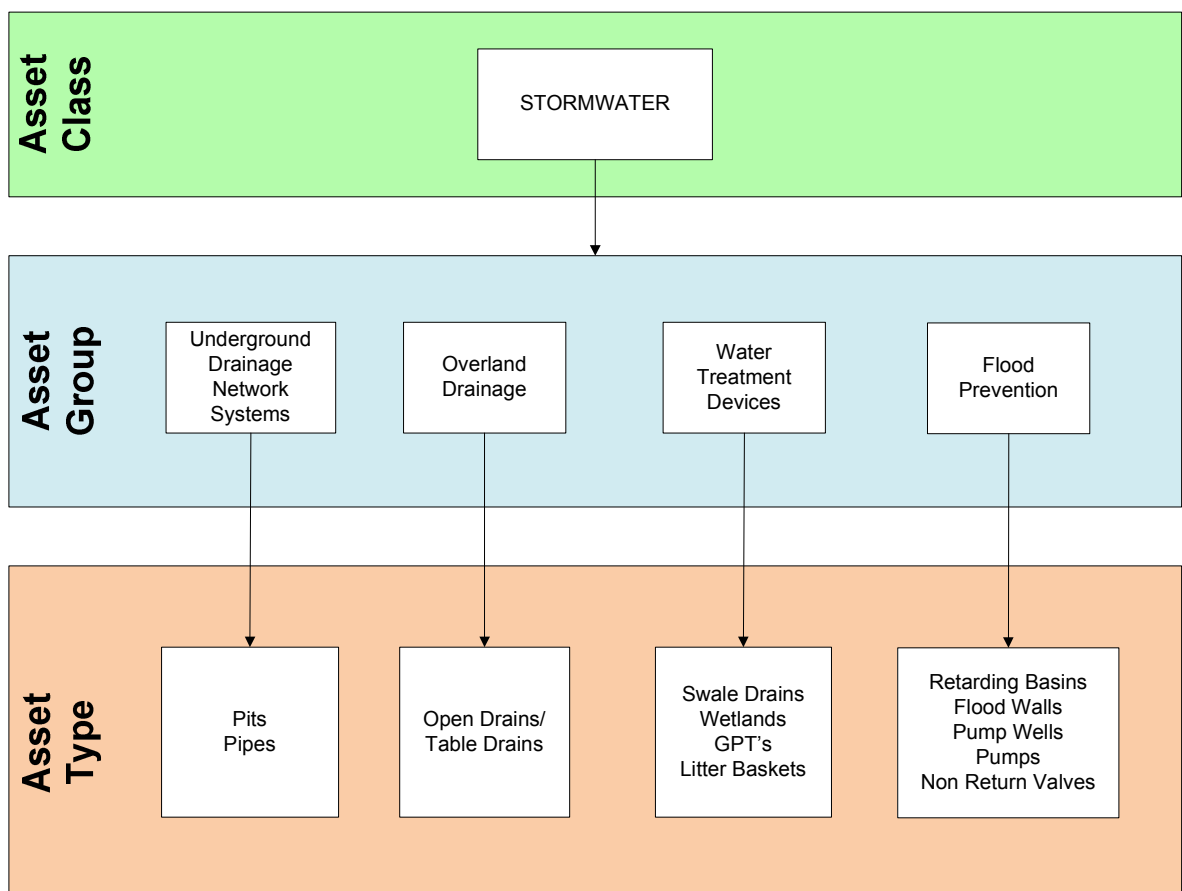 Asset
Class
STORMWATER
Asset
Group
Underground
Drainage
Network
Systems
Overland
Drainage
Water
Treatment
Devices
Flood
Prevention
Asset
Type
Pits
Pipes
Open Drains/
Table Drains
Swale Drains
Wetlands
GPT’s
Litter Baskets
Retarding Basins
Flood Walls
Pump Wells
Pumps
Non Return Valves